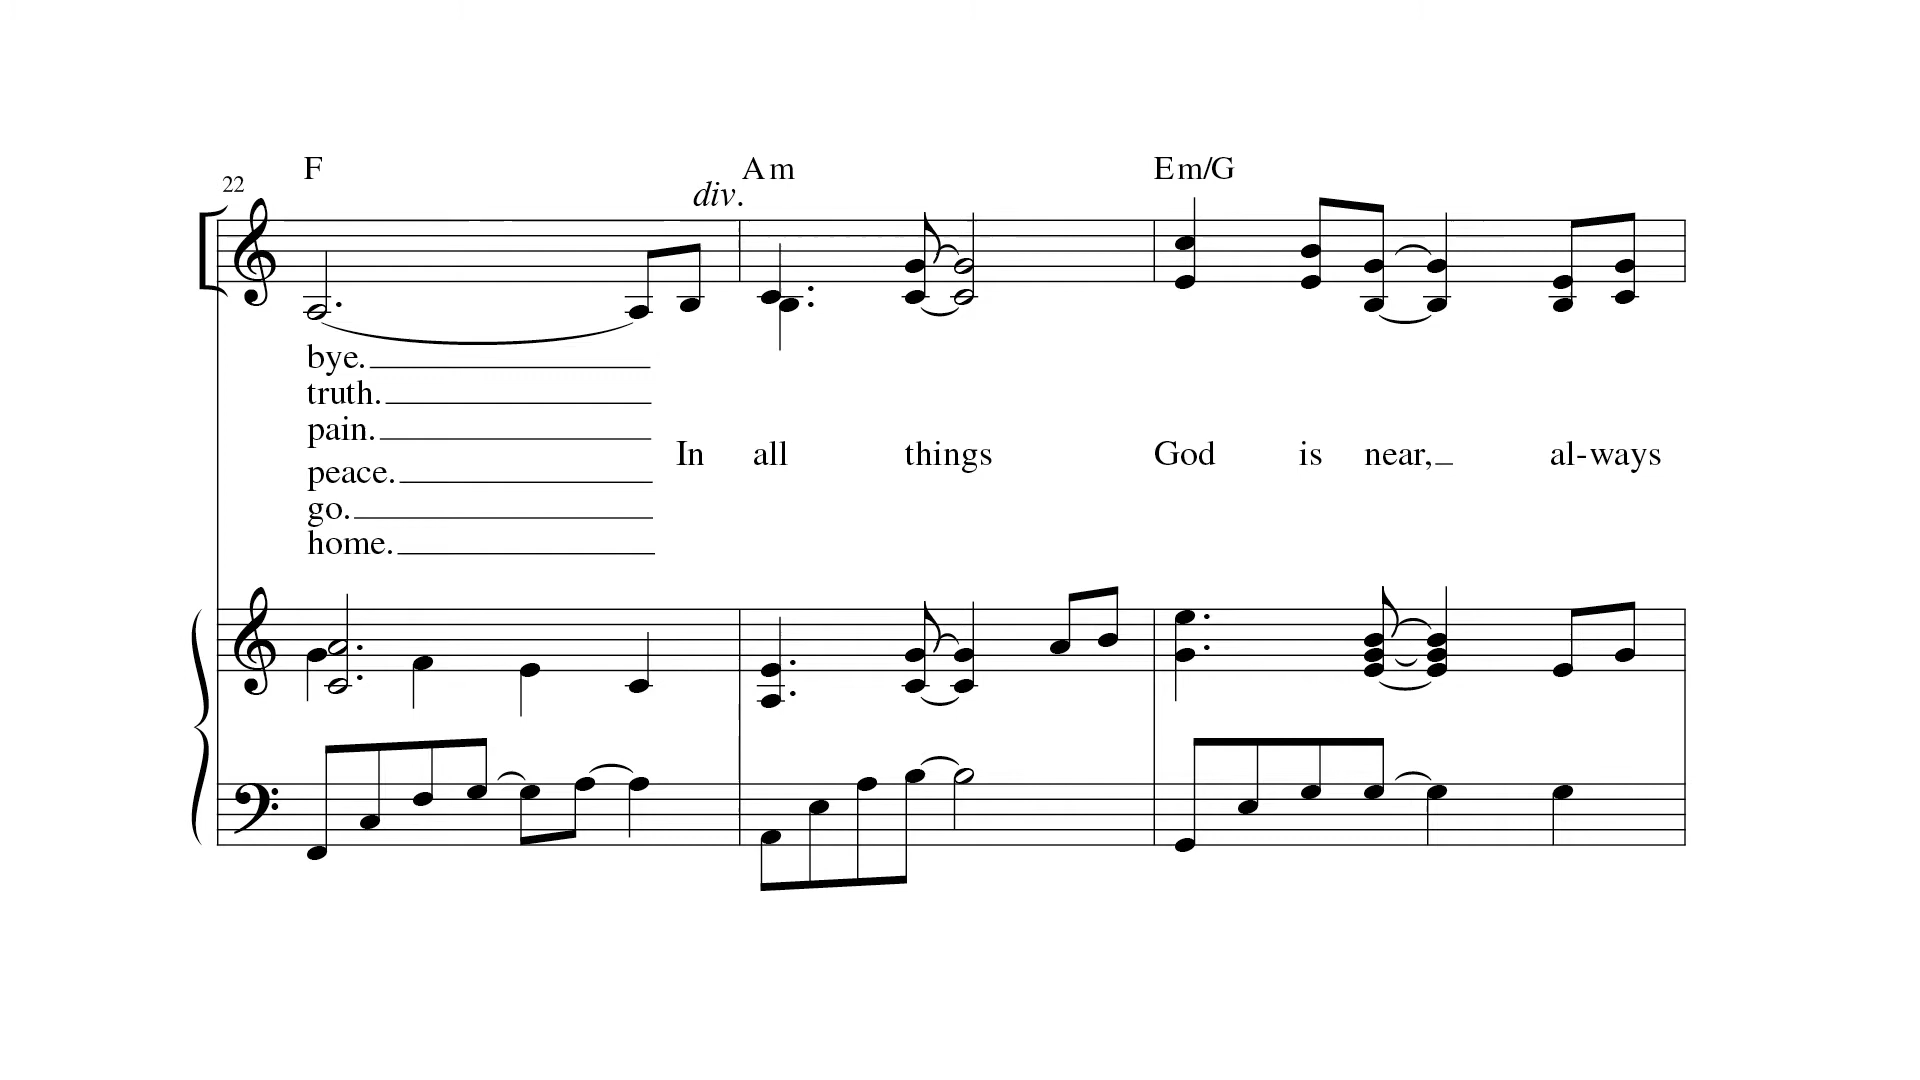 F Am Em/G
22 div.
bye.
truth.
pain.
In all things God is near, al-ways
peace.
go.
home.